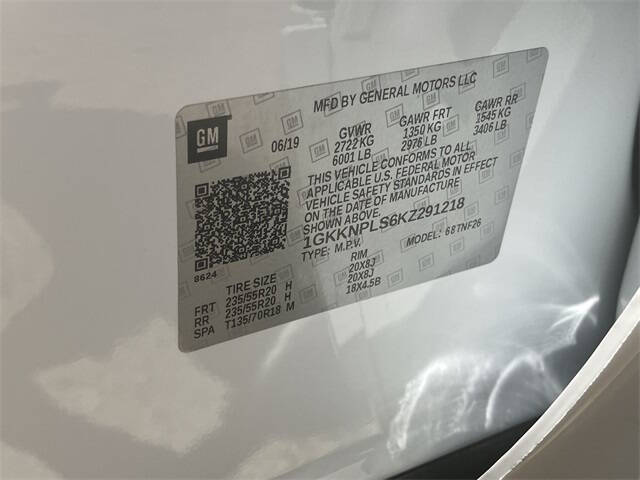 MFD BY GENERAL MOTORS LLC
GM
06/19 GVWR GAWR FRT GAWR RR
2722 KG 1350 KG 1545 KG
6001 LB 2976 LB 3406 LB
THIS VEHICLE CONFORMS TO ALL
APPLICABLE U.S. FEDERAL MOTOR
VEHICLE SAFETY STANDARDS IN EFFECT
ON THE DATE OF MANUFACTURE
SHOWN ABOVE.
1GKKNPLS6KZ291218
TYPE: M.P.V. MODEL: 68TNF26
8624
TIRE SIZE RIM
FRT 235/55R20 H 20X8J
RR 235/55R20 H 20X8J
SPA T135/70R18 M 18X4.5B